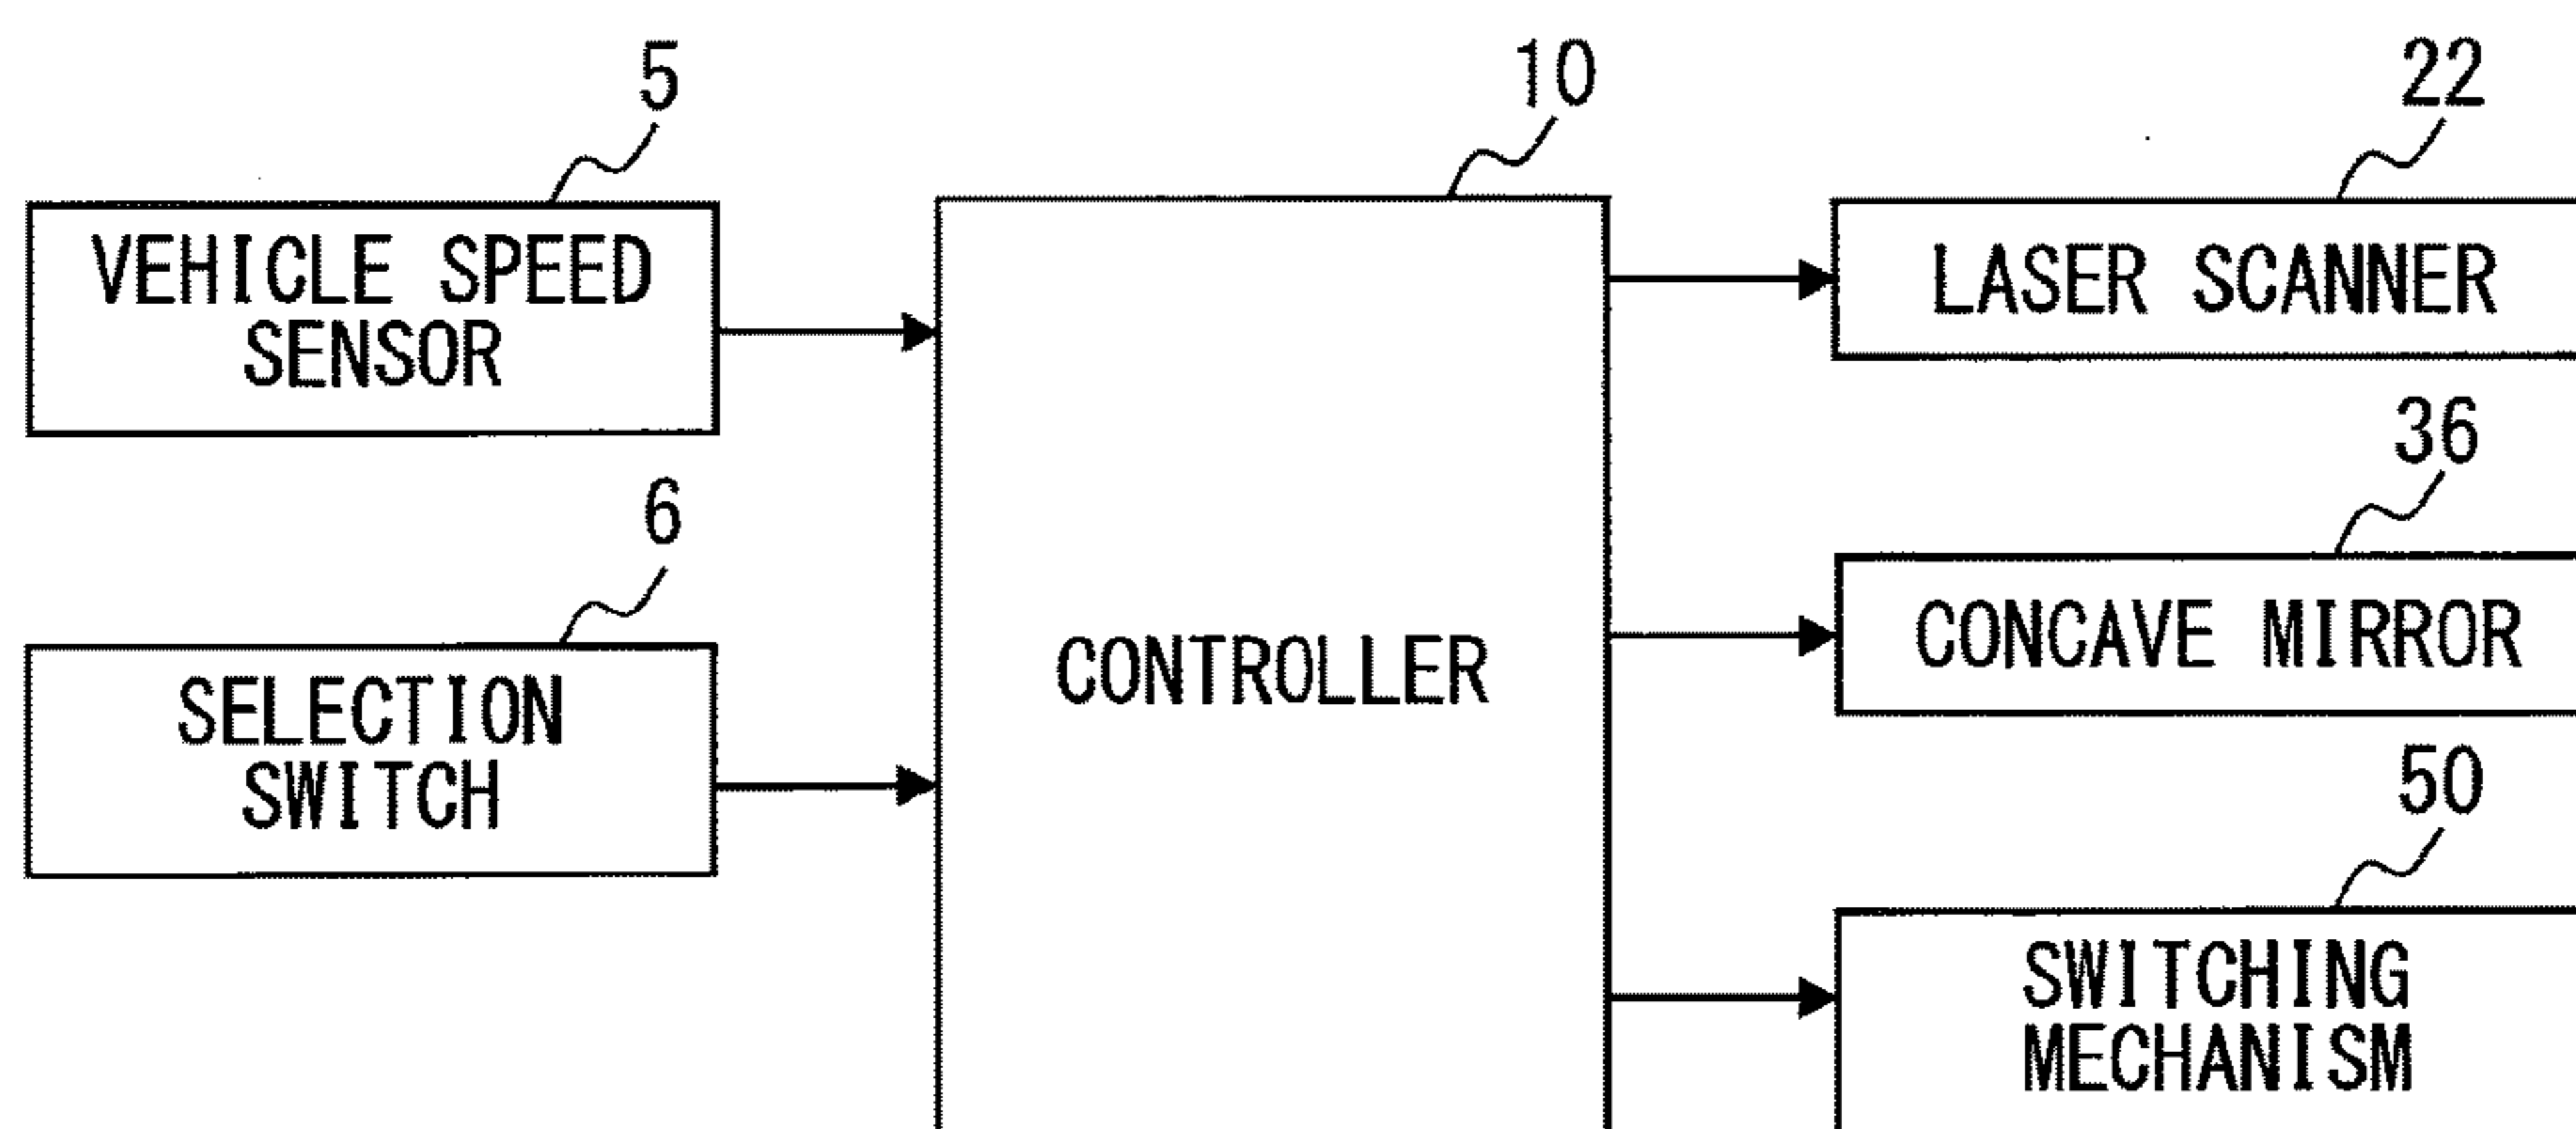 5
VEHICLE SPEED
SENSOR
6
SELECTION
SWITCH
10
CONTROLLER
22
LASER SCANNER
36
CONCAVE MIRROR
50
SWITCHING
MECHANISM